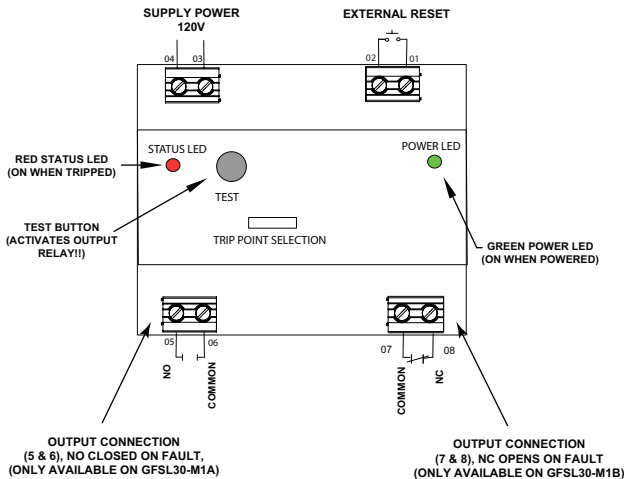 SUPPLY POWER
120V
EXTERNAL RESET
04
03
02
01
STATUS LED
POWER LED
RED STATUS LED
(ON WHEN TRIPPED)
TEST
TEST BUTTON
(ACTIVATES OUTPUT
RELAY!!)
TRIP POINT SELECTION
GREEN POWER LED
(ON WHEN POWERED)
05
06
07
08
NO
COMMON
COMMON
NC
OUTPUT CONNECTION
(5 & 6), NO CLOSED ON FAULT,
(ONLY AVAILABLE ON GFSL30-M1A)
OUTPUT CONNECTION
(7 & 8), NC OPENS ON FAULT
(ONLY AVAILABLE ON GFSL30-M1B)